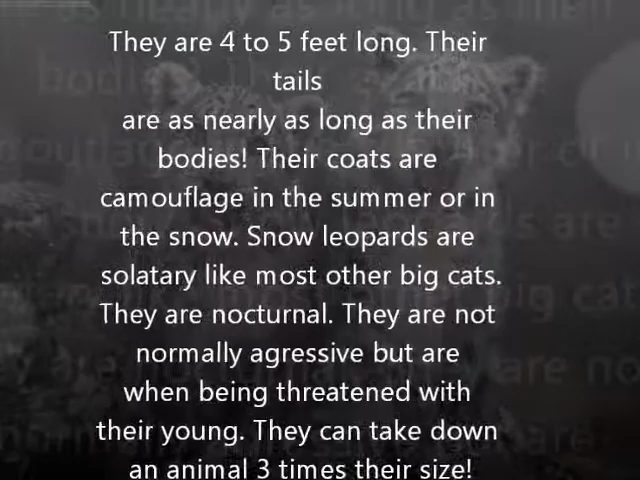 They are 4 to 5 feet long. Their
tails
are as nearly as long as their
bodies! Their coats are
camouflage in the summer or in
the snow. Snow leopards are
solatary like most other big cats.
They are nocturnal. They are not
normally agressive but are
when being threatened with
their young. They can take down
an animal 3 times their size!